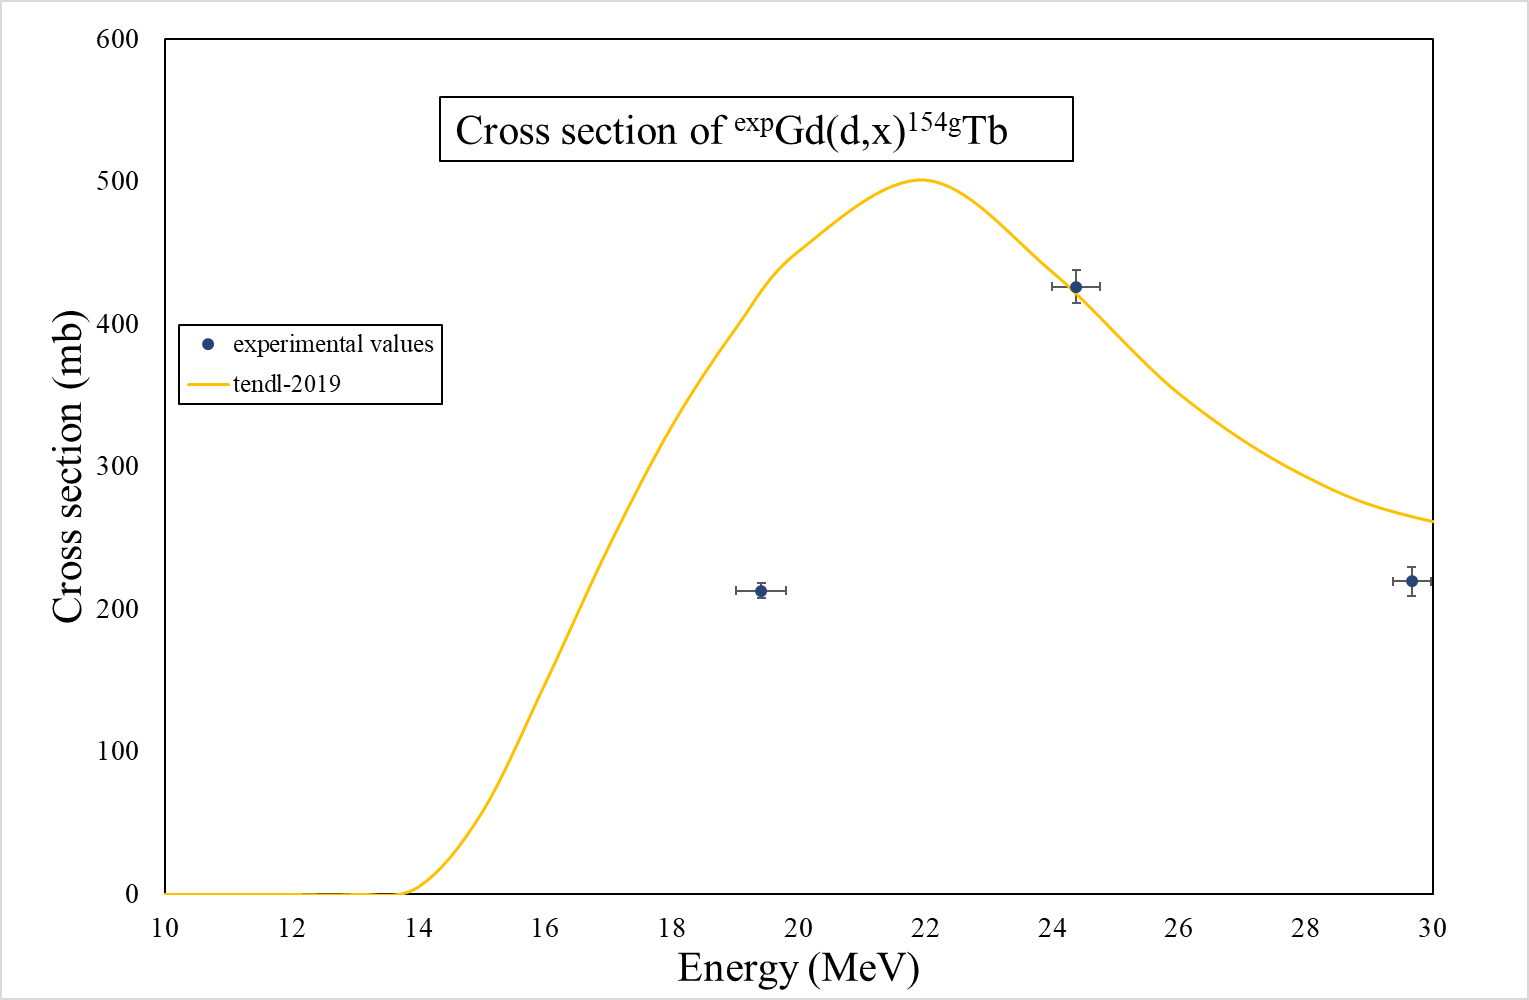 Cross section of ᵉˣᵖGd(d,x)¹⁵⁴ᵍTb
600
500
400
300
200
100
0
Cross section (mb)
experimental values
tendl-2019
10 12 14 16 18 20 22 24 26 28 30
Energy (MeV)